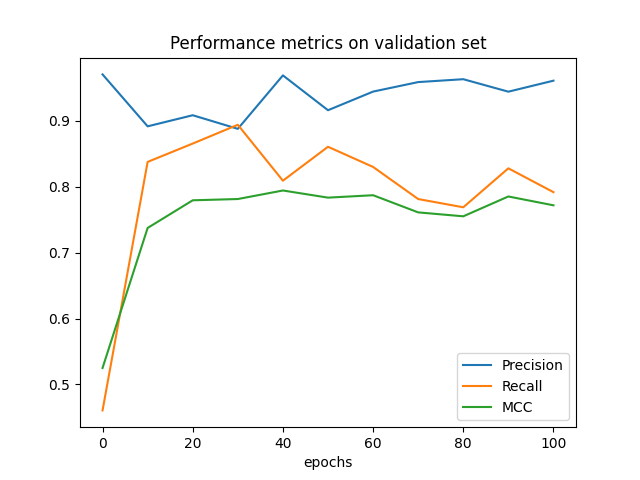 Performance metrics on validation set
0.9
0.8
0.7
0.6
0.5
0 20 40 60 80 100
epochs
Precision
Recall
MCC